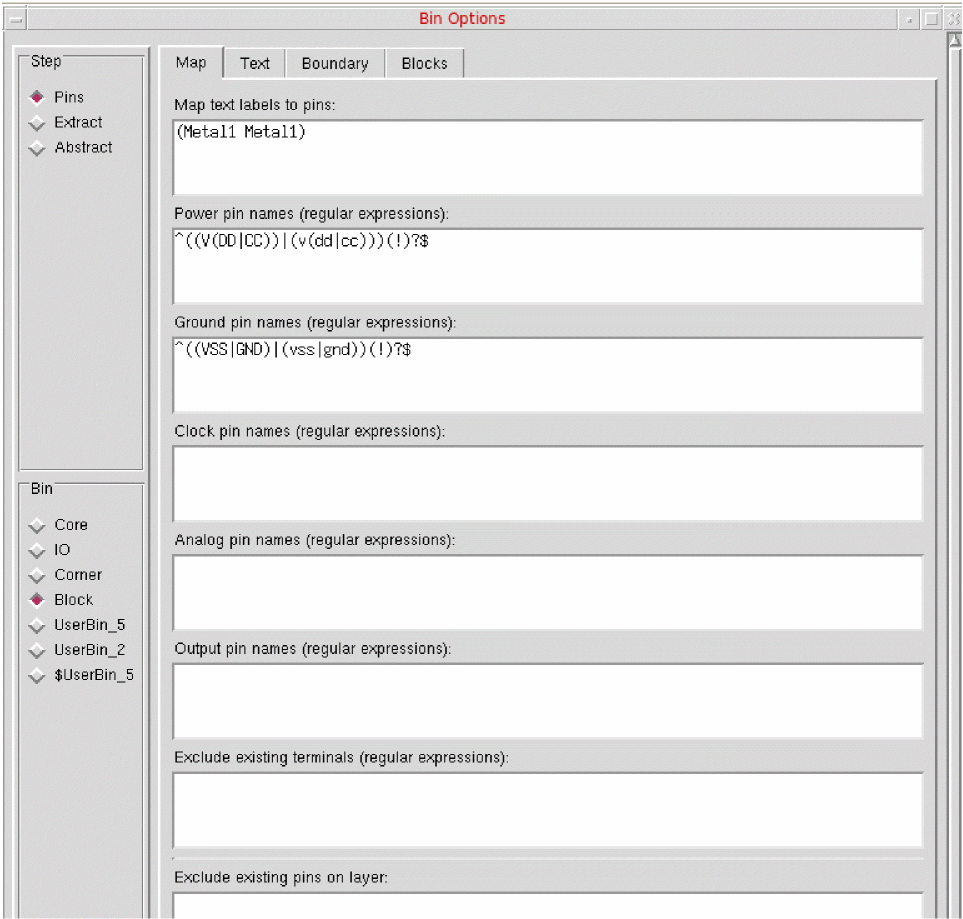 Bin Options
Step
Pins
Extract
Abstract
Bin
Core
IO
Corner
Block
UserBin_5
UserBin_2
$UserBin_5
Map Text Boundary Blocks
Map text labels to pins:
(Metal1 Metal1)
Power pin names (regular expressions):
^((V(DD|CC))|(v(dd|cc)))(!)?$
Ground pin names (regular expressions):
^((VSS|GND)|(vss|gnd))(!)?$
Clock pin names (regular expressions):
Analog pin names (regular expressions):
Output pin names (regular expressions):
Exclude existing terminals (regular expressions):
Exclude existing pins on layer: